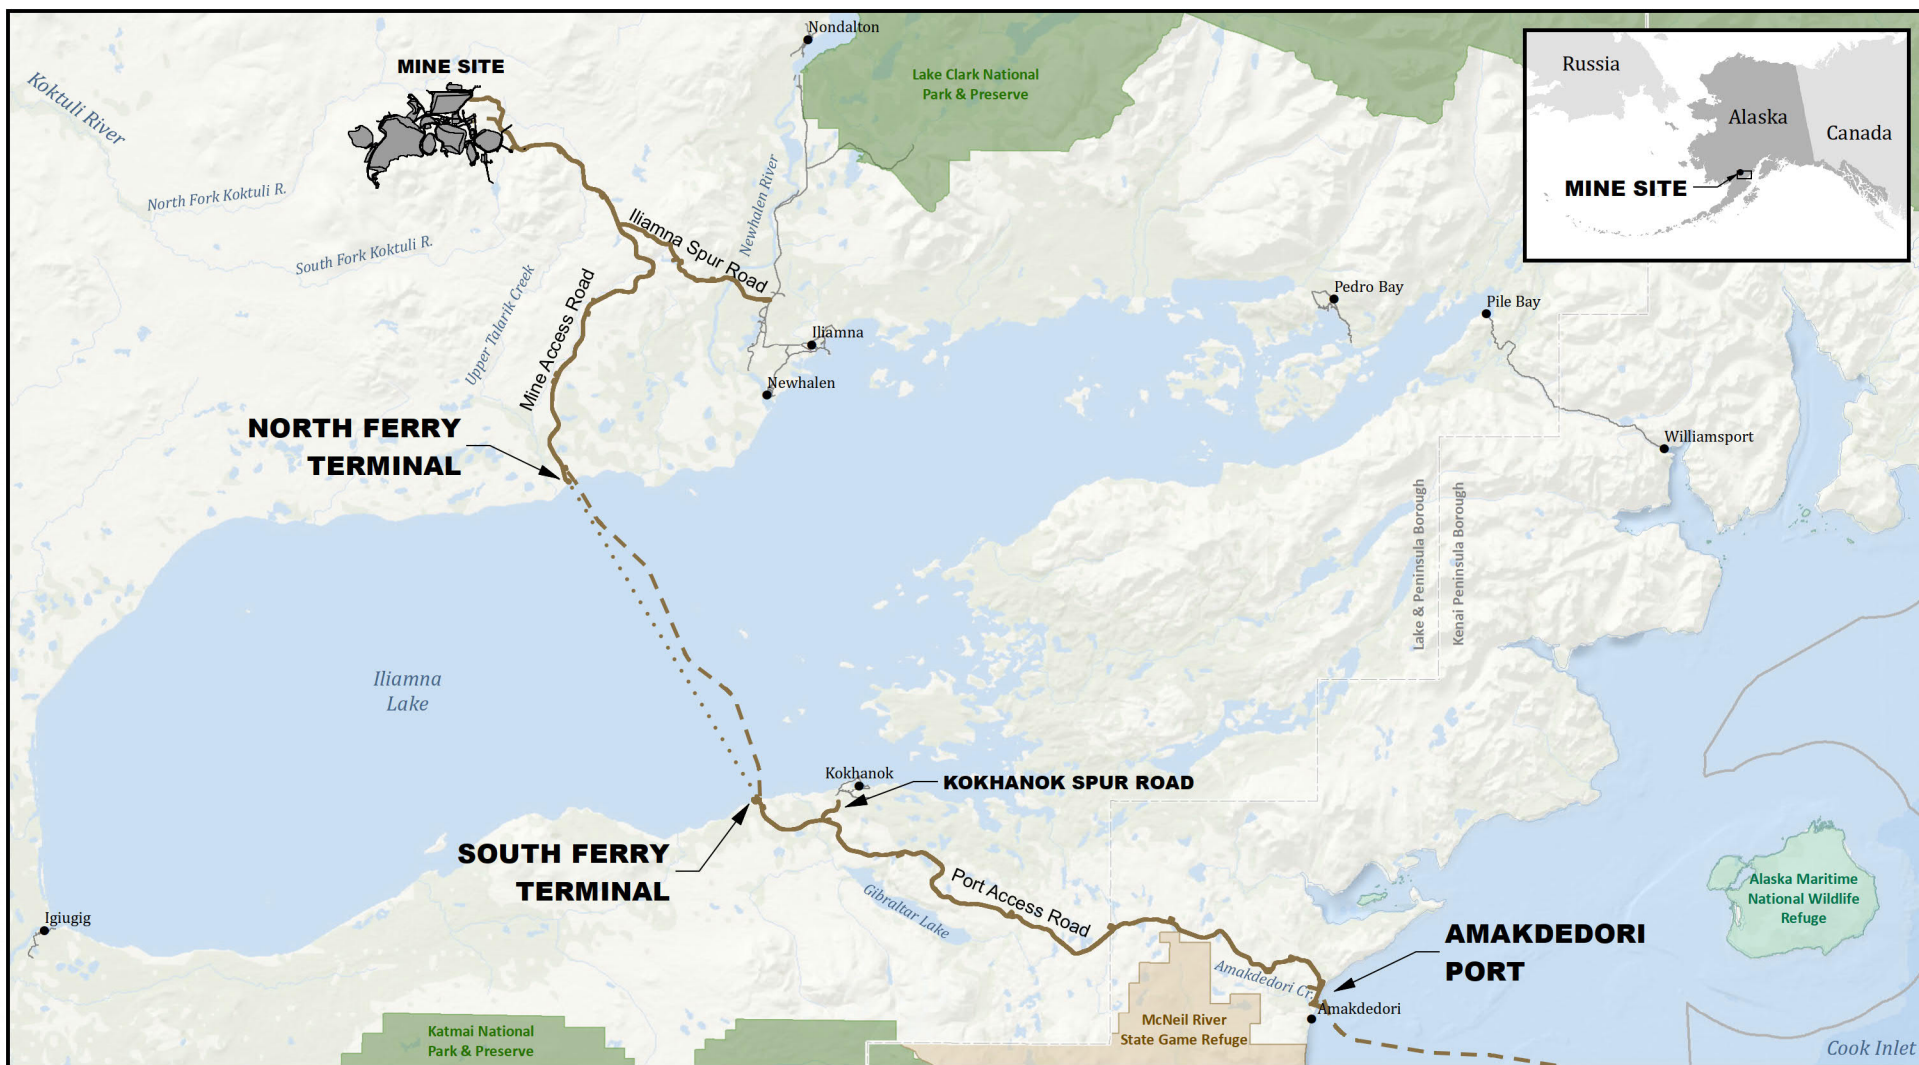 Nondalton
MINE SITE
Koktuli River
Lake Clark National
Park & Preserve
Russia
Alaska
Canada
MINE SITE
North Fork Koktuli R.
South Fork Koktuli R.
Newhalen River
Iliamna Spur Road
Upper Talarik Creek
Mine Access Road
Pedro Bay
Pile Bay
Iliamna
Newhalen
NORTH FERRY
TERMINAL
Williamsport
Lake & Peninsula Borough
Kenai Peninsula Borough
Iliamna
Lake
Kokhanok
KOKHANOK SPUR ROAD
SOUTH FERRY
TERMINAL
Gibraltar Lake
Port Access Road
Alaska Maritime
National Wildlife
Refuge
Igiugig
AMAKDEDORI
PORT
Amakdedori Cr.
Amakdedori
McNeil River
State Game Refuge
Katmai National
Park & Preserve
Cook Inlet